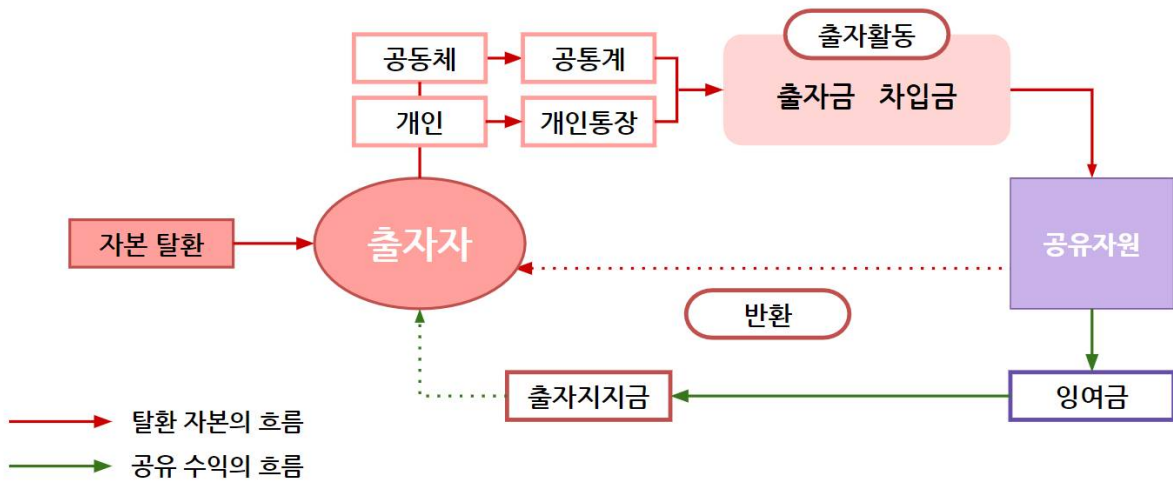 출자활동
공동체
공통계
출자금 차입금
개인
개인통장
자본 탈환
출자자
공유자원
반환
출자지지금
잉여금
탈환 자본의 흐름
공유 수익의 흐름